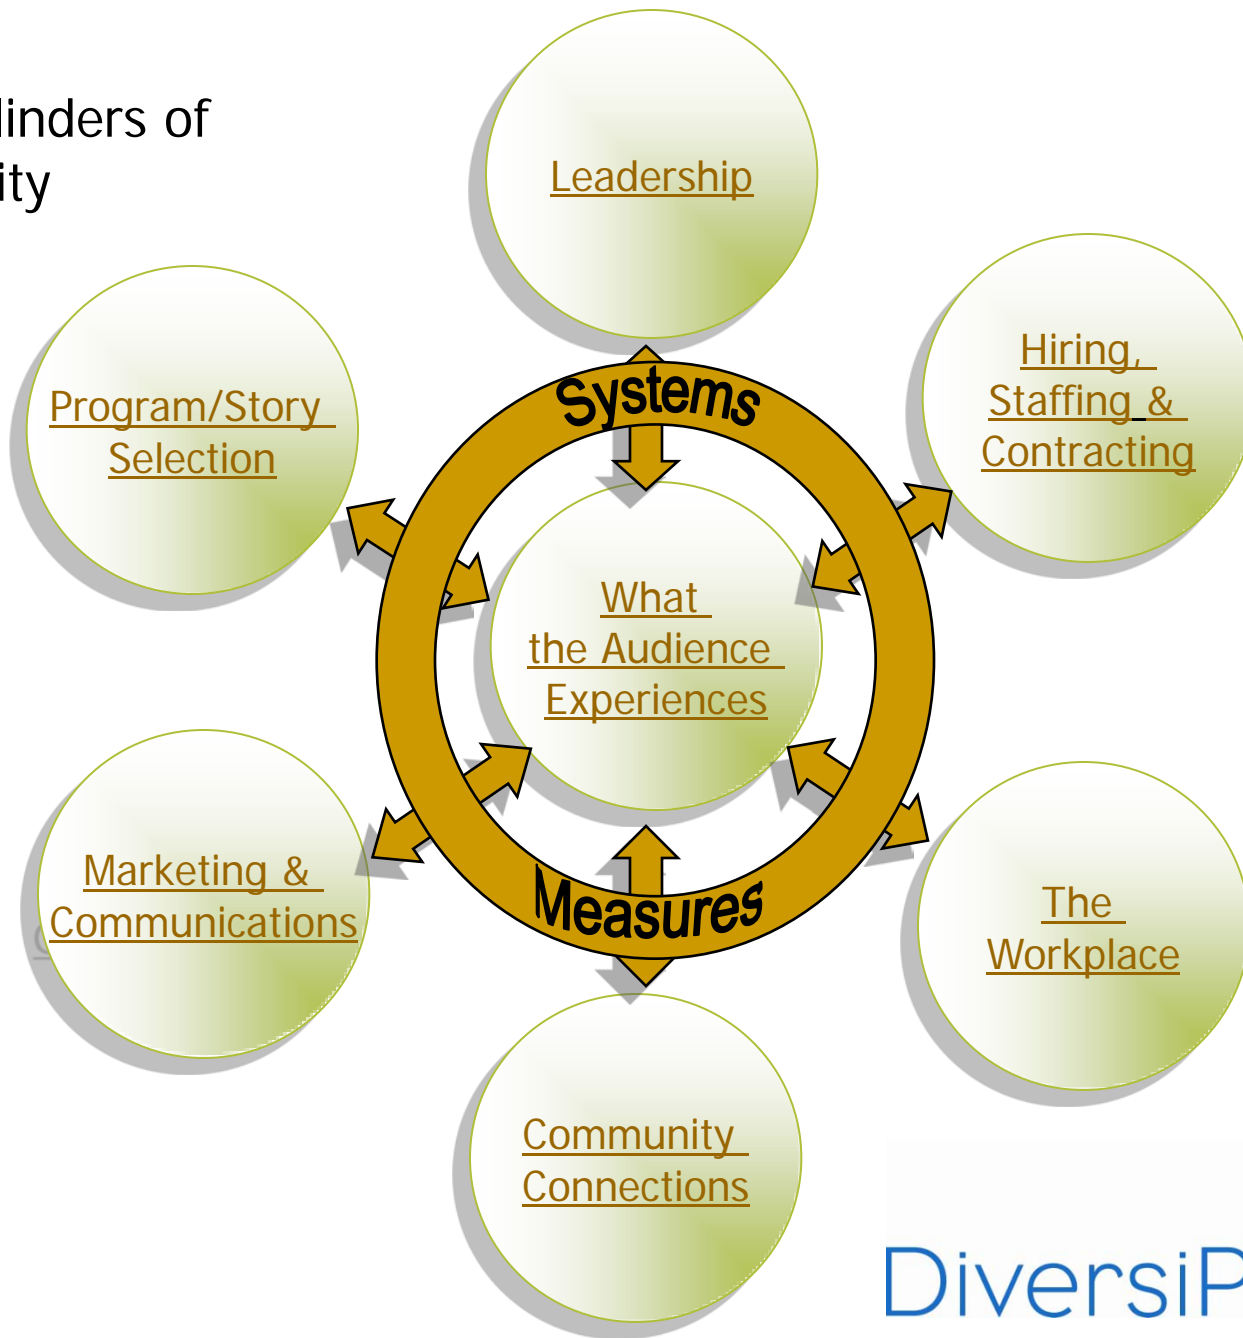 linders of
ity
Leadership
Program/Story
Selection
Hiring,
Staffing &
Contracting
Systems
What
the Audience
Experiences
Marketing &
Communications
Measures
The
Workplace
Community
Connections
DiversiP